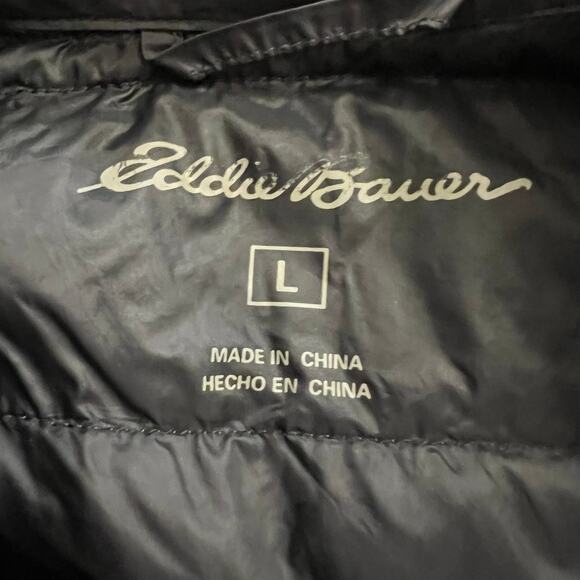 Eddie Bauer
L
MADE IN CHINA
HECHO EN CHINA